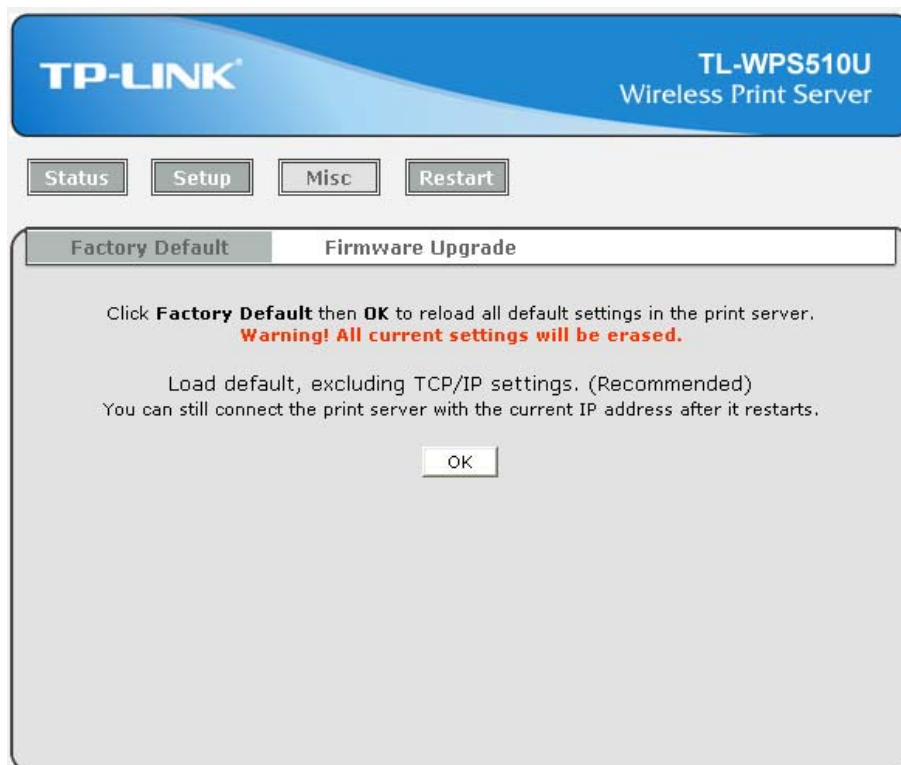 TP-LINK®
TL-WPS510U
Wireless Print Server
Status Setup Misc Restart
Factory Default Firmware Upgrade
Click Factory Default then OK to reload all default settings in the print server.
Warning! All current settings will be erased.
Load default, excluding TCP/IP settings. (Recommended)
You can still connect the print server with the current IP address after it restarts.
OK